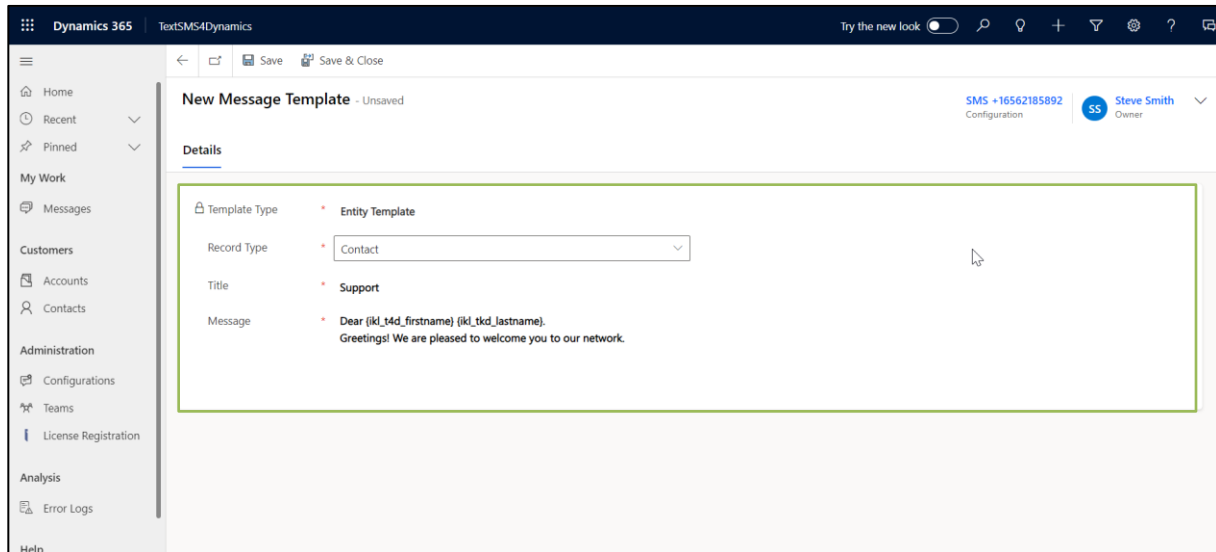 Dynamics 365 TextSMS4Dynamics Try the new look
Save Save & Close
Home
Recent
Pinned
My Work
Messages
Customers
Accounts
Contacts
Administration
Configurations
Teams
License Registration
Analysis
Error Logs
Help
New Message Template - Unsaved
SMS +16562185892
Configuration
SS
Steve Smith
Owner
Details
Template Type * Entity Template
Record Type * Contact
Title * Support
Message * Dear {ikl_t4d_firstname} {ikl_tkd_lastname}.
Greetings! We are pleased to welcome you to our network.